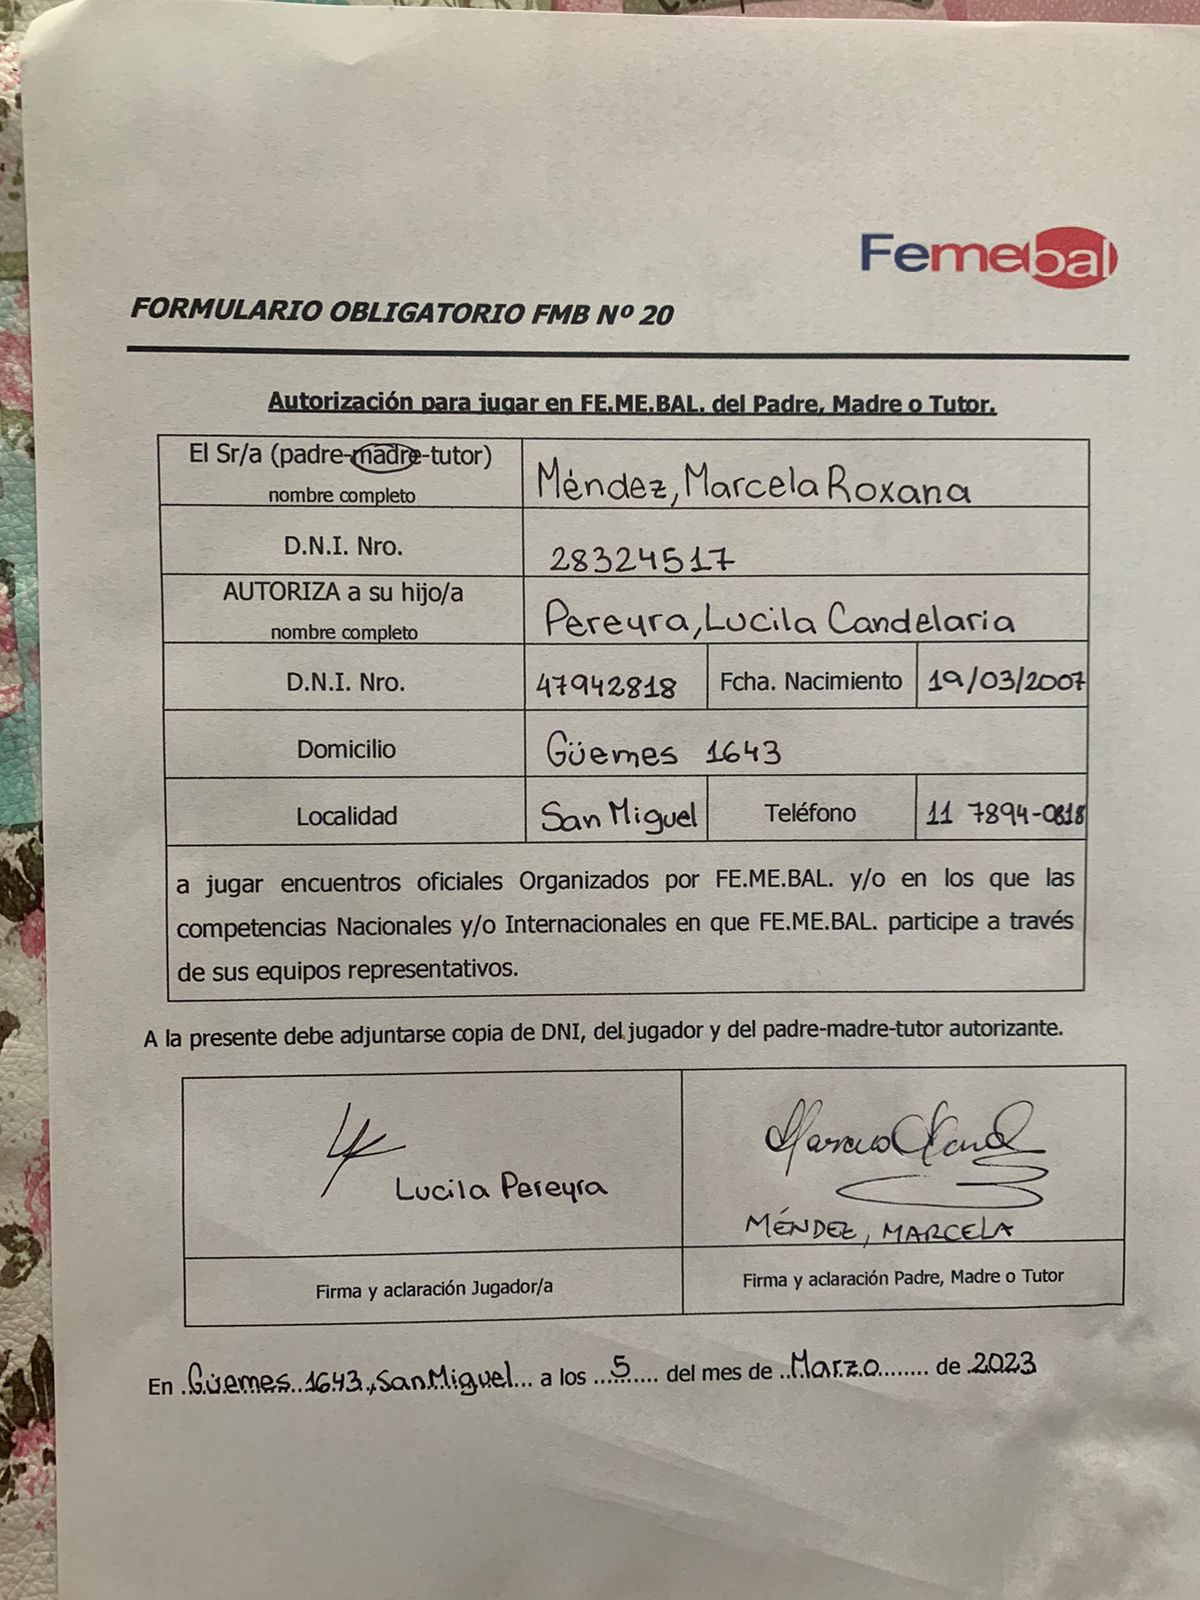 Femebal
FORMULARIO OBLIGATORIO FMB Nº 20
Autorización para jugar en FE.ME.BAL. del Padre, Madre o Tutor.
El Sr/a (padre-madre-tutor)
nombre completo
Méndez, Marcela Roxana
D.N.I. Nro.
28324517
AUTORIZA a su hijo/a
nombre completo
Pereyra, Lucila Candelaria
D.N.I. Nro.
47942818
Fcha. Nacimiento
19/03/2007
Domicilio
Güemes 1643
Localidad
San Miguel
Teléfono
11 7894-0818
a jugar encuentros oficiales Organizados por FE.ME.BAL. y/o en los que las
competencias Nacionales y/o Internacionales en que FE.ME.BAL. participe a través
de sus equipos representativos.
A la presente debe adjuntarse copia de DNI, del jugador y del padre-madre-tutor autorizante.
Lucila Pereyra
MÉNDEZ, MARCELA
Firma y aclaración Jugador/a
Firma y aclaración Padre, Madre o Tutor
En Güemes 1643, San Miguel... a los ...5..... del mes de ..Marzo........ de .2023